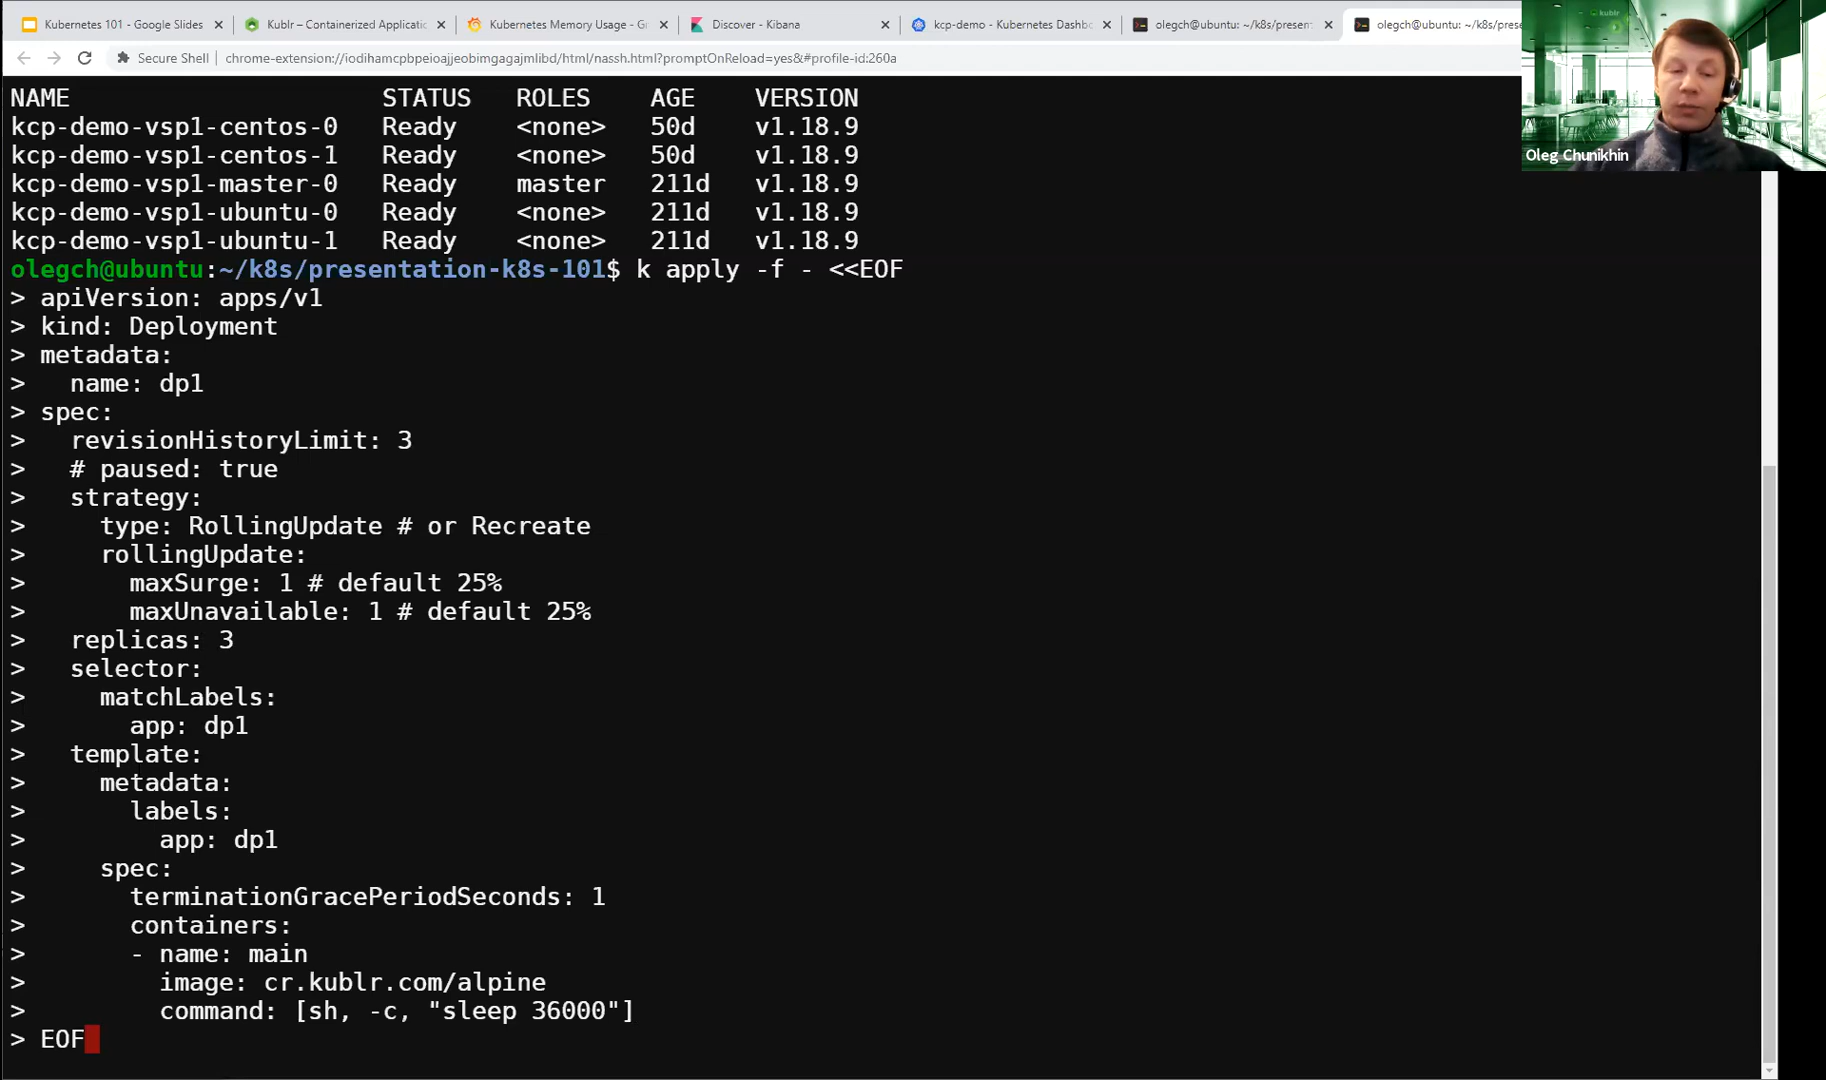 Kubernetes 101 - Google Slides
Kublr – Containerized Applicatio
Kubernetes Memory Usage - G
Discover - Kibana
kcp-demo - Kubernetes Dashbo
olegch@ubuntu: ~/k8s/present
olegch@ubuntu: ~/k8s/prese
Secure Shell
chrome-extension://iodihamcpbpeioajjeobimgagajmlibd/html/nassh.html?promptOnReload=yes&#profile-id:260a
Oleg Chunikhin
NAME STATUS ROLES AGE VERSION
kcp-demo-vsp1-centos-0 Ready <none> 50d v1.18.9
kcp-demo-vsp1-centos-1 Ready <none> 50d v1.18.9
kcp-demo-vsp1-master-0 Ready master 211d v1.18.9
kcp-demo-vsp1-ubuntu-0 Ready <none> 211d v1.18.9
kcp-demo-vsp1-ubuntu-1 Ready <none> 211d v1.18.9
olegch@ubuntu:~/k8s/presentation-k8s-101$ k apply -f - <<EOF
> apiVersion: apps/v1
> kind: Deployment
> metadata:
>   name: dp1
> spec:
>   revisionHistoryLimit: 3
>   # paused: true
>   strategy:
>     type: RollingUpdate # or Recreate
>     rollingUpdate:
>       maxSurge: 1 # default 25%
>       maxUnavailable: 1 # default 25%
>   replicas: 3
>   selector:
>     matchLabels:
>       app: dp1
>   template:
>     metadata:
>       labels:
>         app: dp1
>     spec:
>       terminationGracePeriodSeconds: 1
>       containers:
>       - name: main
>         image: cr.kublr.com/alpine
>         command: [sh, -c, "sleep 36000"]
> EOF